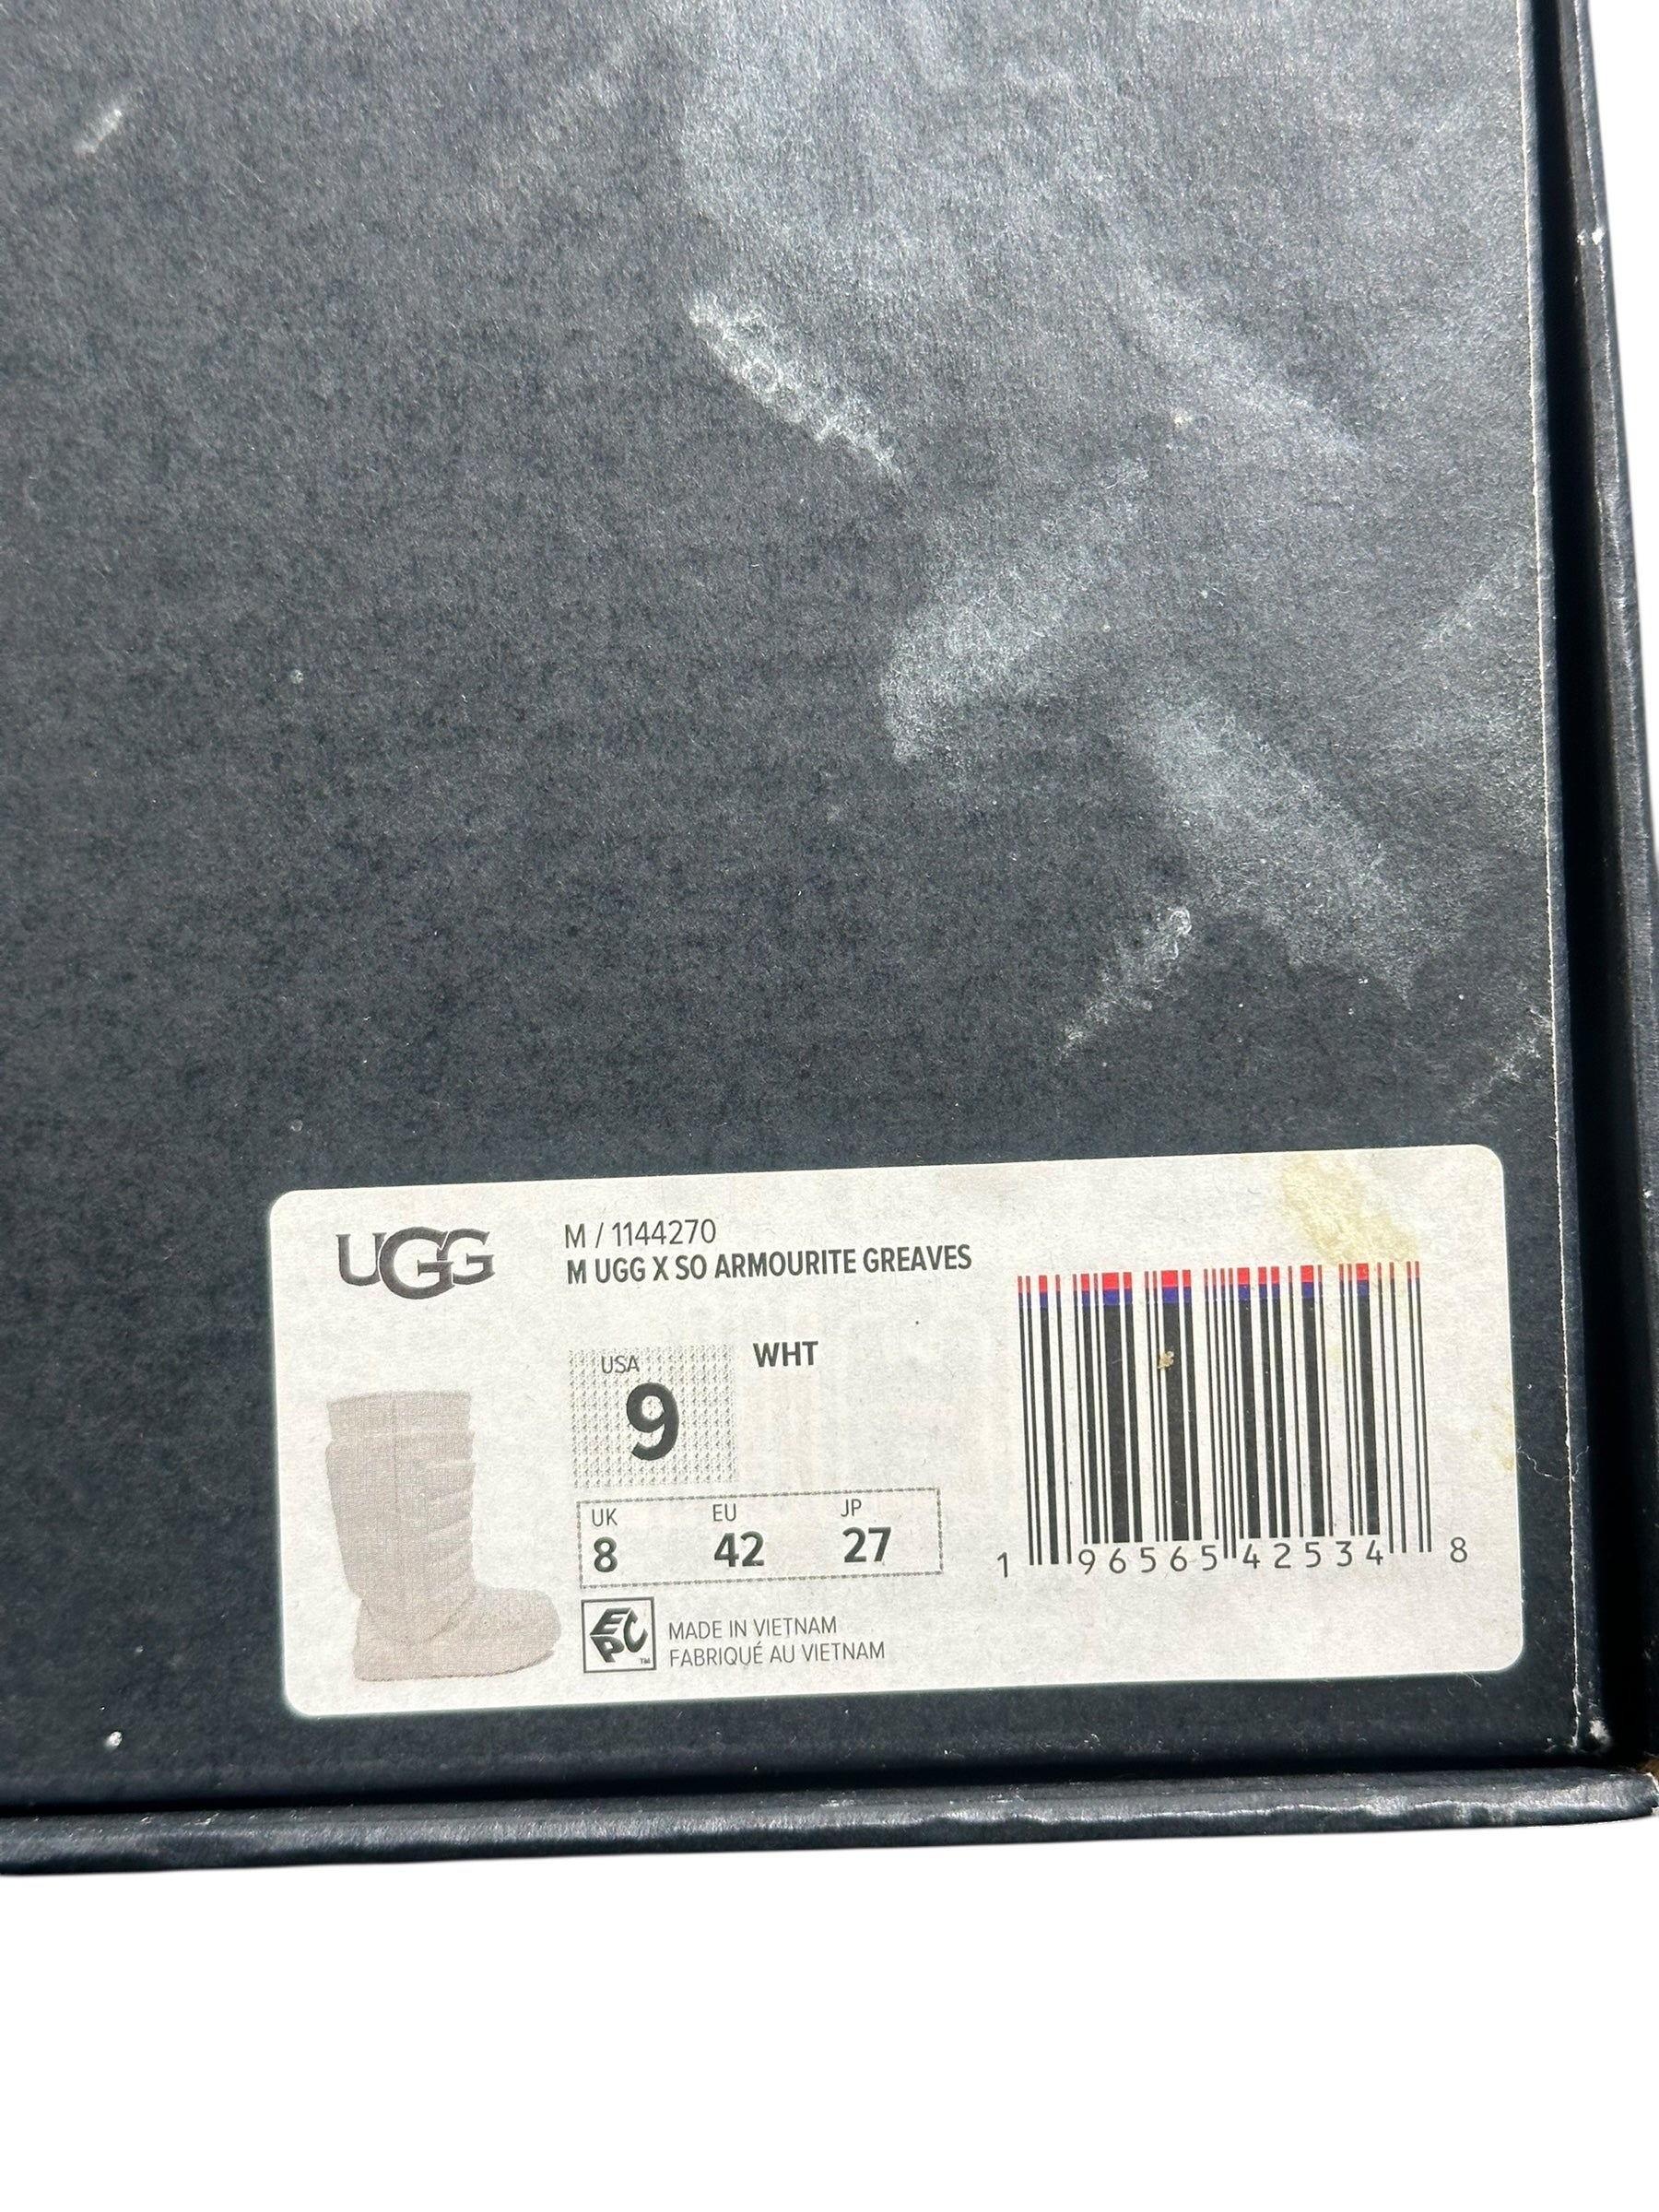 UGG
M / 1144270
M UGG X SO ARMOURITE GREAVES
USA
9
WHT
UK
8
EU
42
JP
27
1 96565 42534 8
EPC™
MADE IN VIETNAM
FABRIQUÉ AU VIETNAM